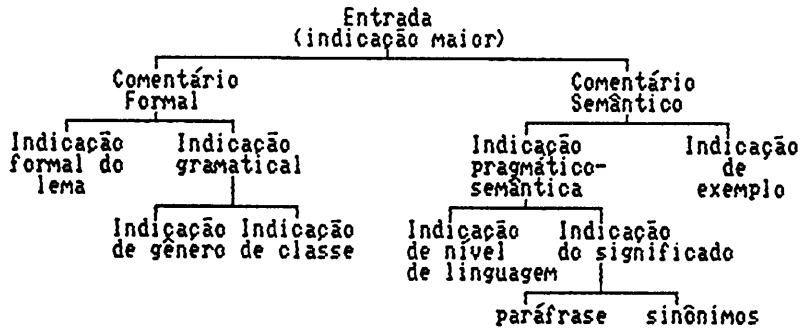 Entrada
(indicação maior)
Comentário
Formal
Comentário
Semântico
Indicação
formal do
lema
Indicação
gramatical
Indicação
pragmático-
semântica
Indicação
de
exemplo
Indicação
de gênero
Indicação
de classe
Indicação
de nível
de linguagem
Indicação
do significado
paráfrase
sinônimos